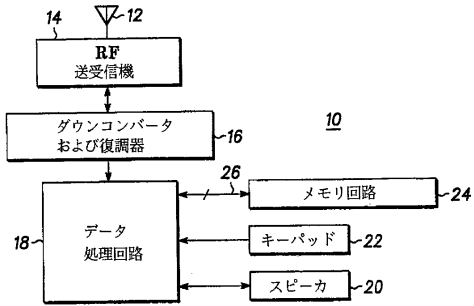 12
14
RF
送受信機
ダウンコンバータ
および復調器
16
10
26
メモリ回路
24
18
データ
処理回路
キーパッド
22
スピーカ
20